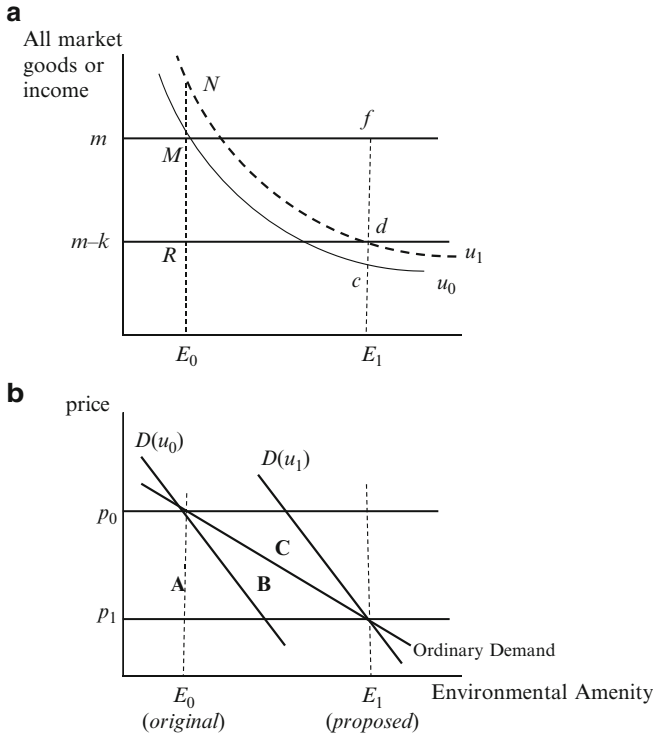 a
All market
goods or
income
N
f
m
M
d
m–k
R
c
u1
u0
E0
E1
b
price
D(u0)
D(u1)
p0
C
A
B
p1
Ordinary Demand
E0
E1
Environmental Amenity
(original)
(proposed)